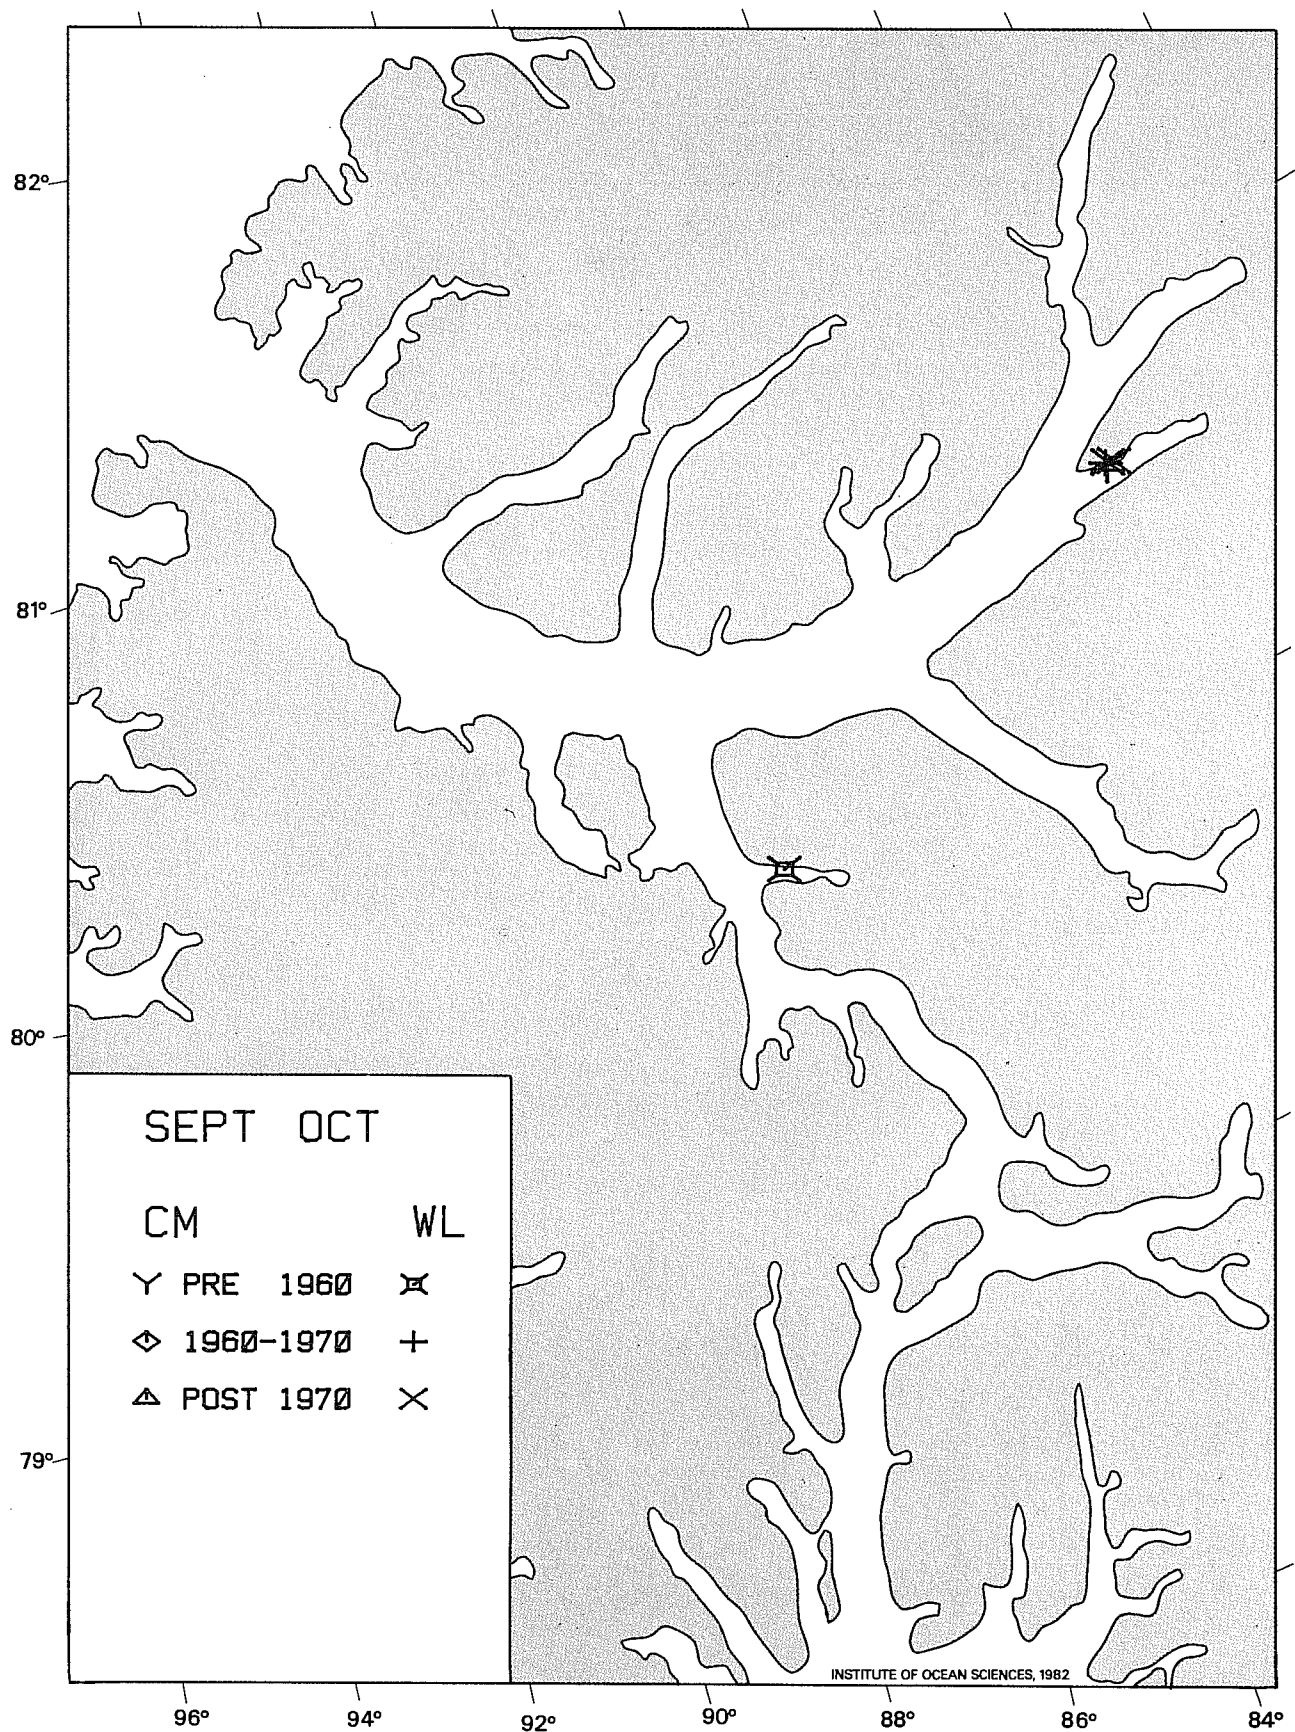 82°
81°
80°
SEPT OCT
CM WL
PRE 1960
1960-1970
POST 1970
79°
INSTITUTE OF OCEAN SCIENCES, 1982
96° 94° 92° 90° 88° 86° 84°